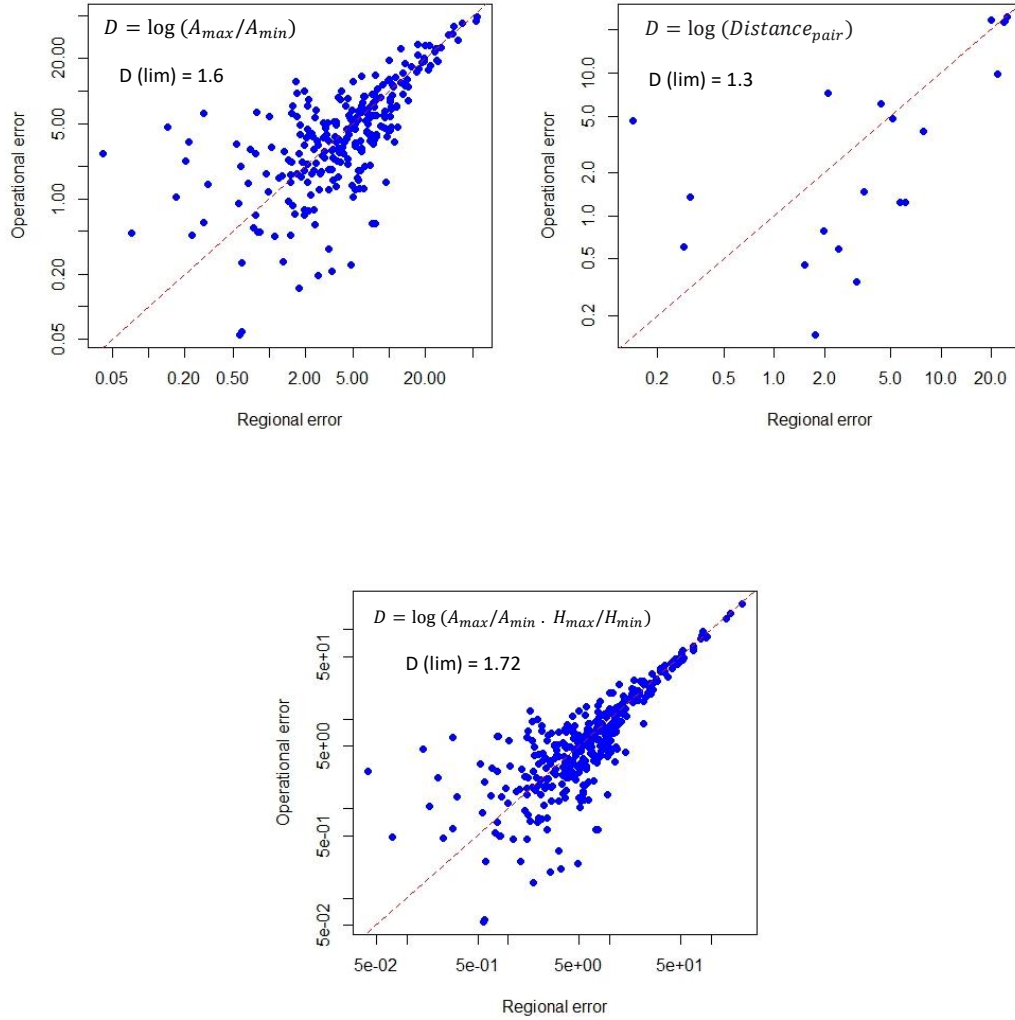 D = log (A_max/A_min)
D (lim) = 1.6
Operational error
0.05 0.20 1.00 5.00 20.00
0.05 0.20 0.50 2.00 5.00 20.00
Regional error
D = log (Distance_pair)
D (lim) = 1.3
Operational error
0.2 0.5 1.0 2.0 5.0 10.0
0.2 0.5 1.0 2.0 5.0 10.0 20.0
Regional error
D = log (A_max/A_min . H_max/H_min)
D (lim) = 1.72
Operational error
5e-02 5e-01 5e+00 5e+01
5e-02 5e-01 5e+00 5e+01
Regional error